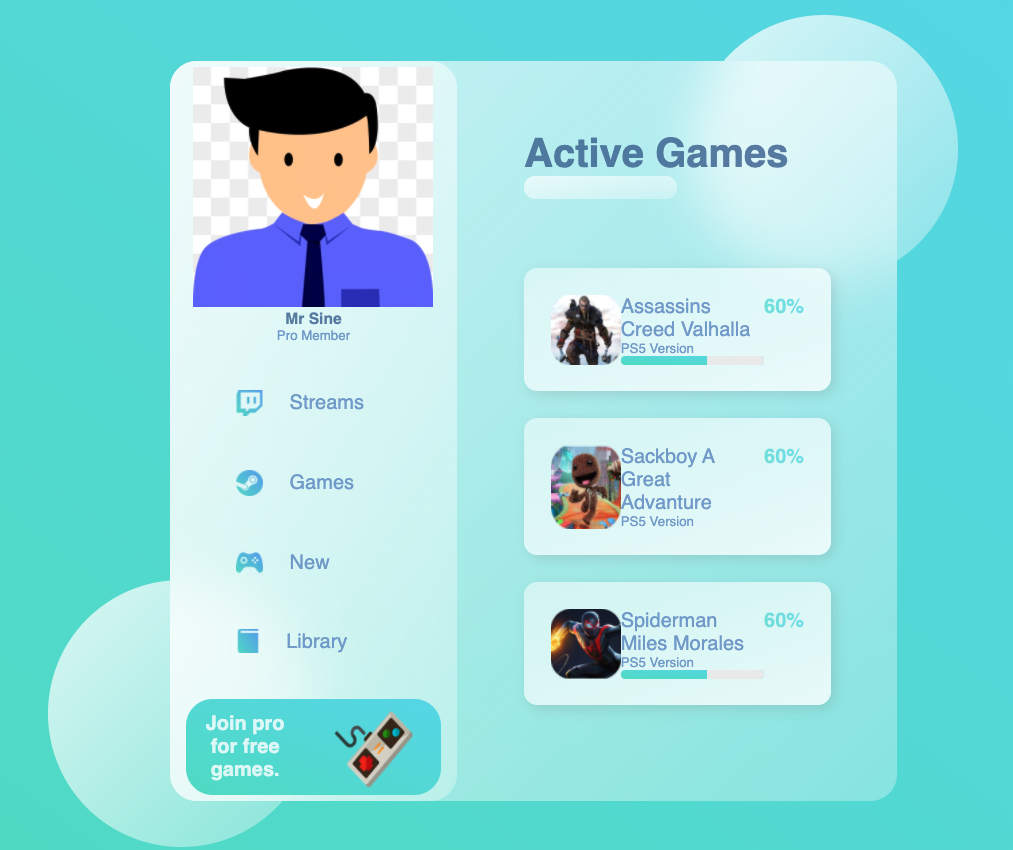 Mr Sine
Pro Member
Streams
Games
New
Library
Join pro
for free
games.
Active Games
Assassins
Creed Valhalla
PS5 Version
60%
Sackboy A
Great
Advanture
PS5 Version
60%
Spiderman
Miles Morales
PS5 Version
60%